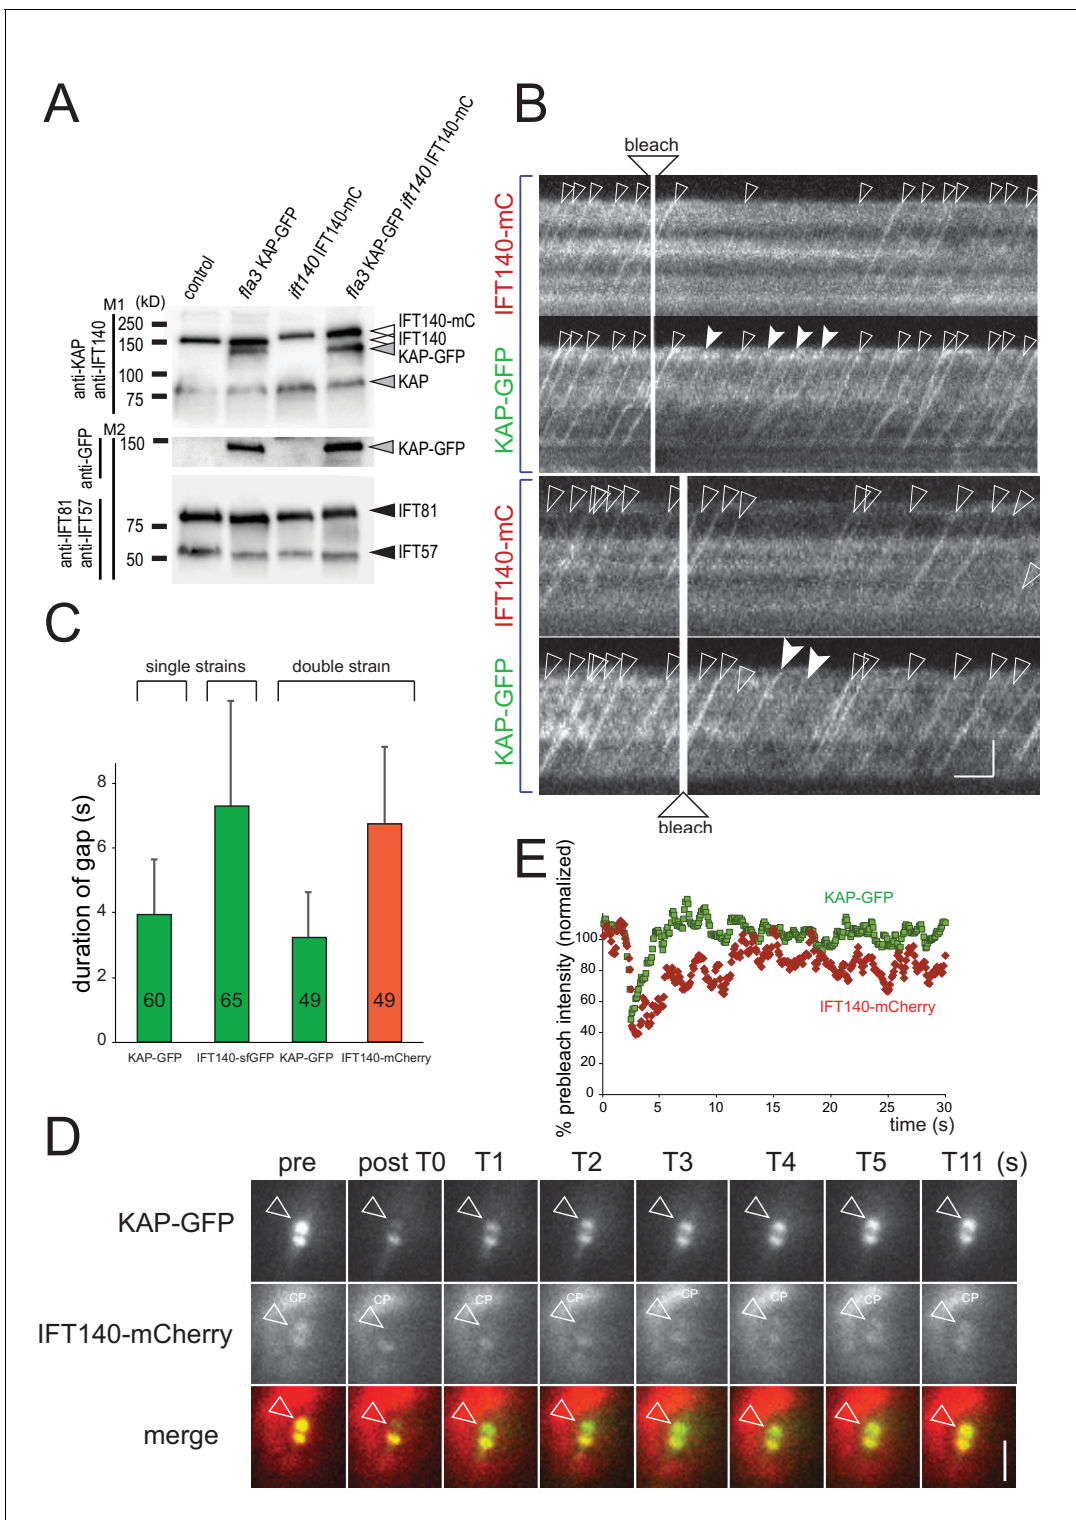 A
control
fla3 KAP-GFP
ift140 IFT140-mC
fla3 KAP-GFP ift140 IFT140-mC
M1 (kD)
anti-KAP
anti-IFT140
250
150
100
75
IFT140-mC
IFT140
KAP-GFP
KAP
M2
anti-GFP
150
KAP-GFP
anti-IFT81
anti-IFT57
75
50
IFT81
IFT57
B
bleach
IFT140-mC
KAP-GFP
IFT140-mC
KAP-GFP
bleach
C
single strains
double strain
duration of gap (s)
8
6
4
2
0
60
65
49
49
KAP-GFP
IFT140-sfGFP
KAP-GFP
IFT140-mCherry
E
% prebleach intensity (normalized)
100
80
60
40
20
0
KAP-GFP
IFT140-mCherry
0 5 10 15 20 25 30
time (s)
D
pre post T0 T1 T2 T3 T4 T5 T11 (s)
KAP-GFP
IFT140-mCherry
CP CP CP CP CP CP CP CP
merge